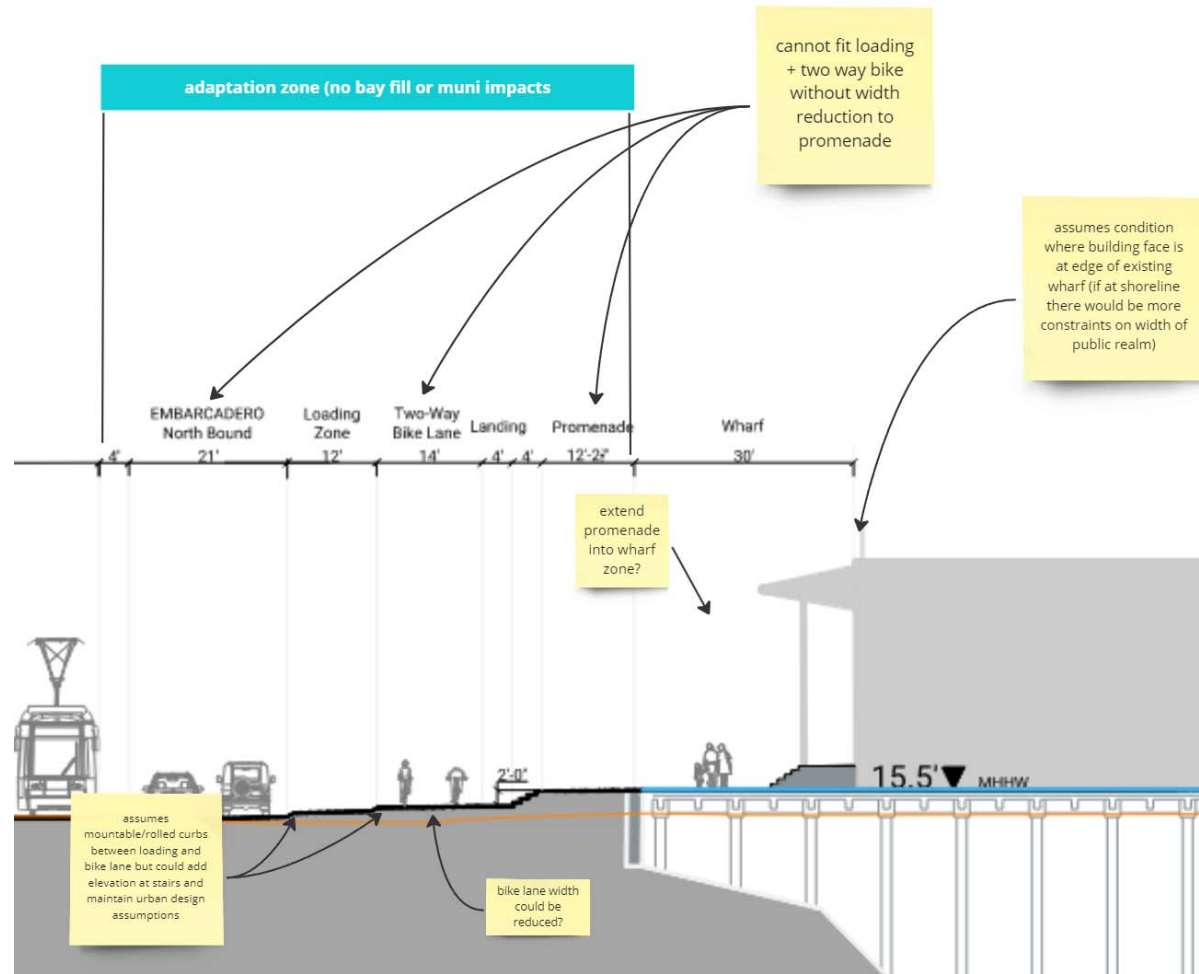 cannot fit loading
+ two way bike
without width
reduction to
promenade
adaptation zone (no bay fill or muni impacts
assumes condition
where building face is
at edge of existing
wharf (if at shoreline
there would be more
constraints on width of
public realm)
EMBARCADERO
North Bound
Loading
Zone
Two-Way
Bike Lane
Landing
Promenade
Wharf
4'
21'
12'
14'
4'
4'
30'
extend
promenade
into wharf
zone?
2'-0"
15.5' MHHW
assumes
mountable/rolled curbs
between loading and
bike lane but could add
elevation at stairs and
maintain urban design
assumptions
bike lane width
could be
reduced?